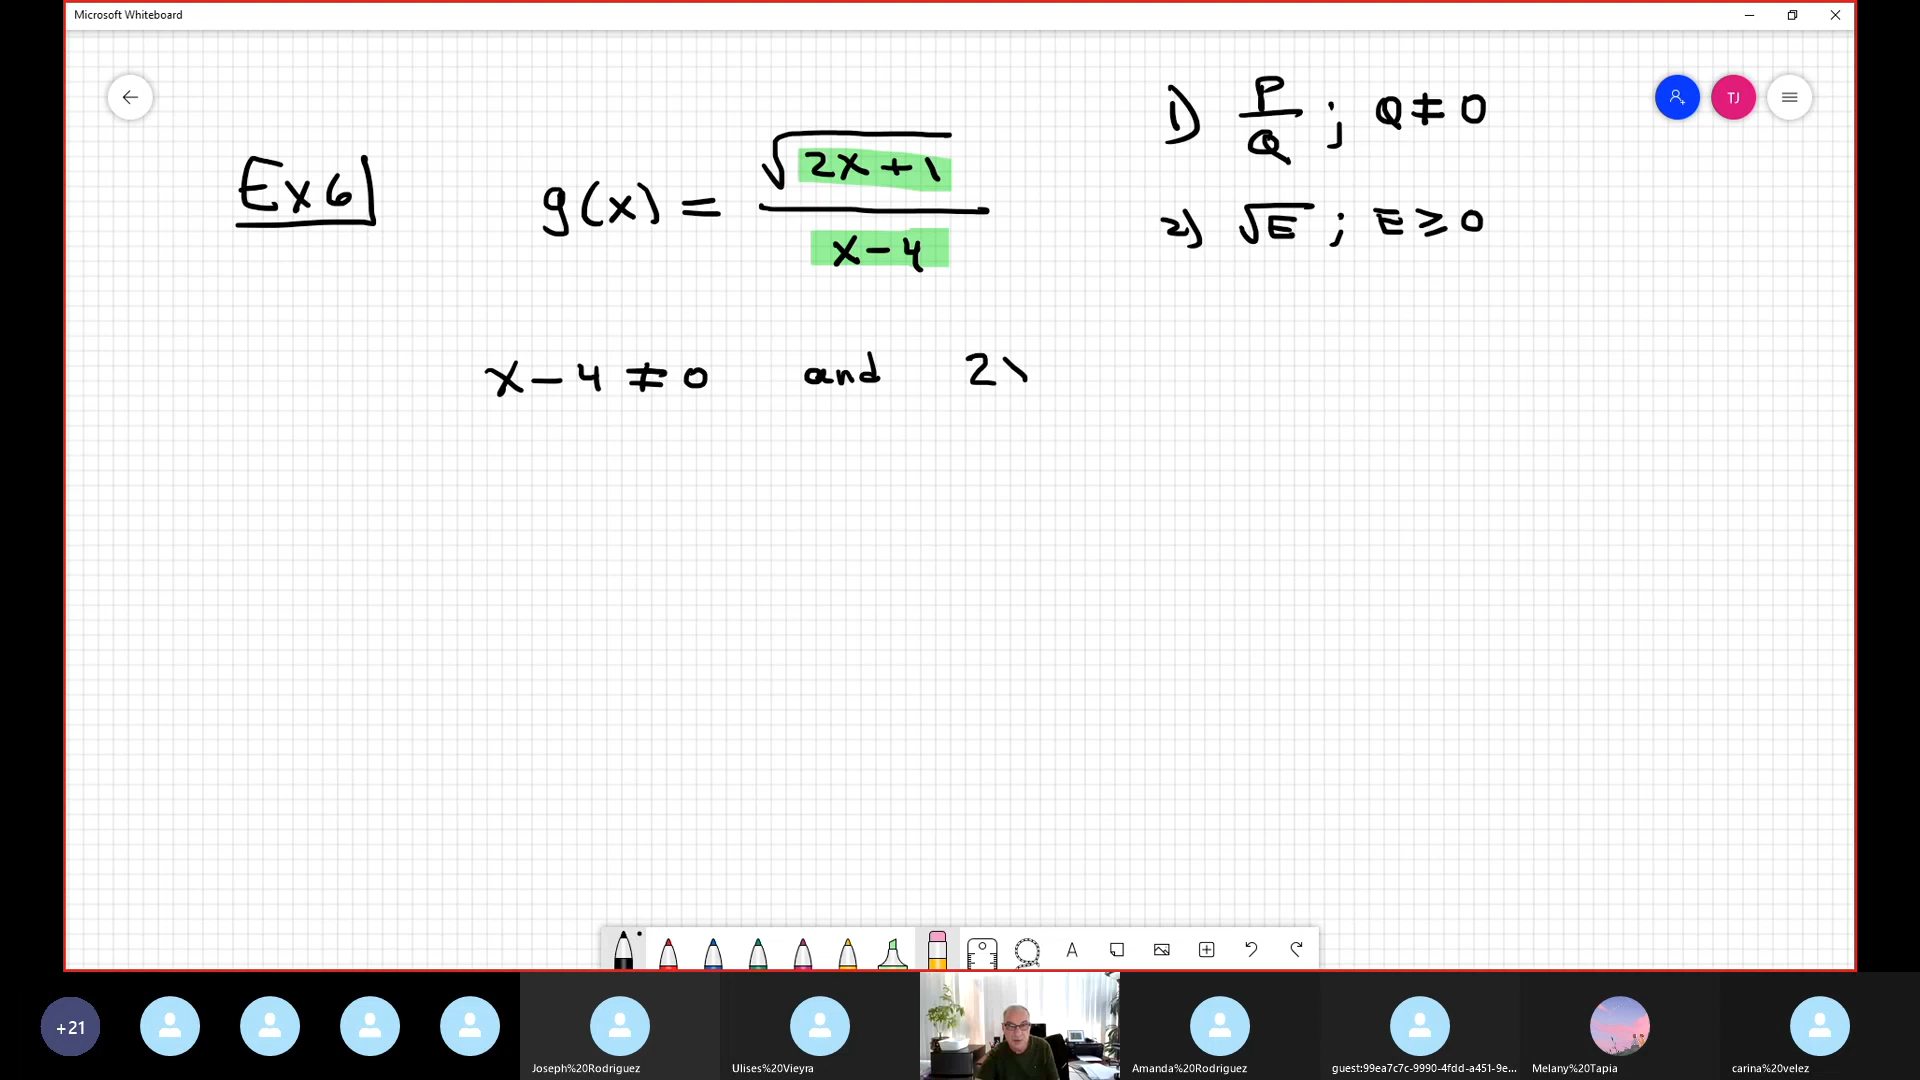 Microsoft Whiteboard
TJ
Ex 6
g(x) = √(2x + 1) / (x - 4)
1) P/Q ; Q ≠ 0
2) √E ; E ≥ 0
x - 4 ≠ 0 and 2
A
+21
Joseph%20Rodriguez
Ulises%20Vieyra
Amanda%20Rodriguez
guest:99ea7c7c-9990-4fdd-a451-9e...
Melany%20Tapia
carina%20velez